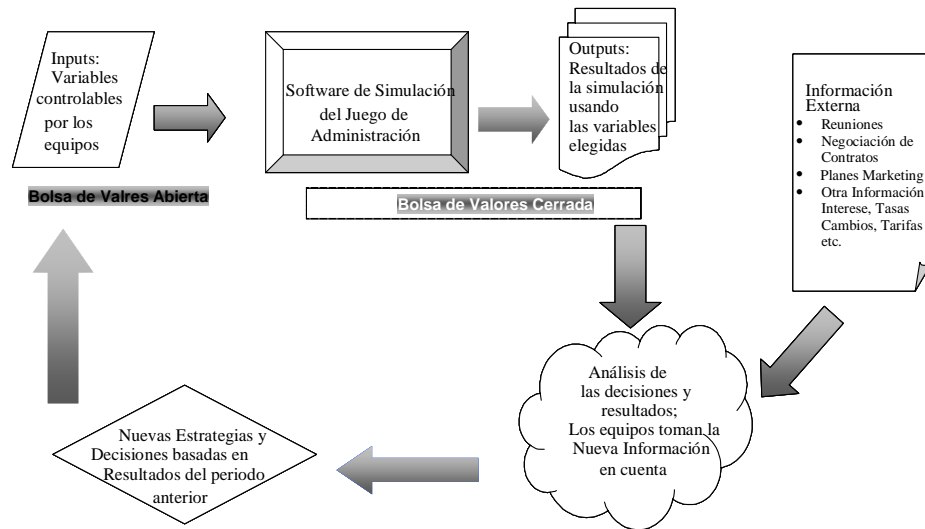 Inputs:
Variables
controlables
por los
equipos
Software de Simulación
del Juego de
Administración
Outputs:
Resultados de
la simulación
usando
las variables
elegidas
Información
Externa
• Reuniones
• Negociación de
Contratos
• Planes Marketing
• Otra Información
Interese, Tasas
Cambios, Tarifas
etc.
Bolsa de Valres Abierta
Bolsa de Valores Cerrada
Análisis de
las decisiones y
resultados;
Los equipos toman la
Nueva Información
en cuenta
Nuevas Estrategias y
Decisiones basadas en
Resultados del periodo
anterior